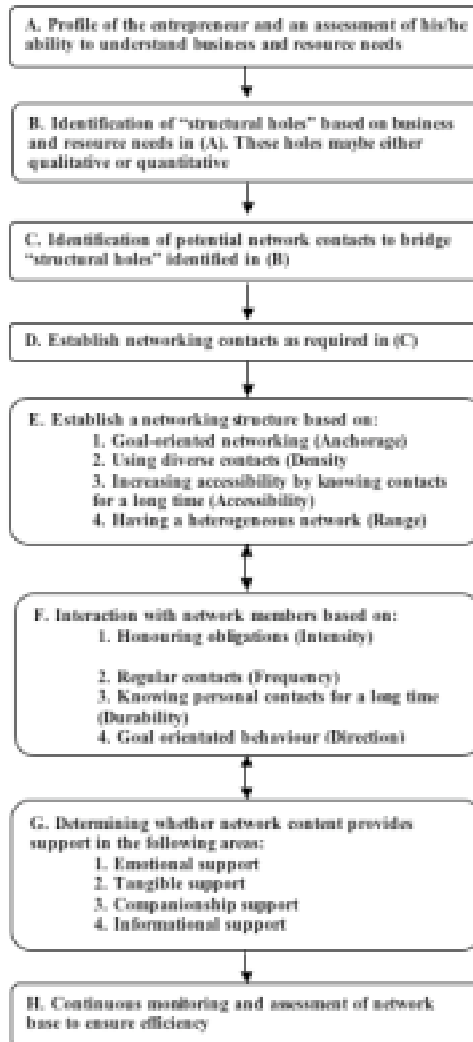 A. Profile of the entrepreneur and an assessment of his/he
ability to understand business and resource needs
B. Identification of “structural holes” based on business
and resource needs in (A). These holes maybe either
qualitative or quantitative
C. Identification of potential network contacts to bridge
“structural holes” identified in (B)
D. Establish networking contacts as required in (C)
E. Establish a networking structure based on:
1. Goal-oriented networking (Anchorage)
2. Using diverse contacts (Density
3. Increasing accessibility by knowing contacts
for a long time (Accessibility)
4. Having a heterogeneous network (Range)
F. Interaction with network members based on:
1. Honouring obligations (Intensity)
2. Regular contacts (Frequency)
3. Knowing personal contacts for a long time
(Durability)
4. Goal orientated behaviour (Direction)
G. Determining whether network content provides
support in the following areas:
1. Emotional support
2. Tangible support
3. Companionship support
4. Informational support
H. Continuous monitoring and assessment of network
base to ensure efficiency